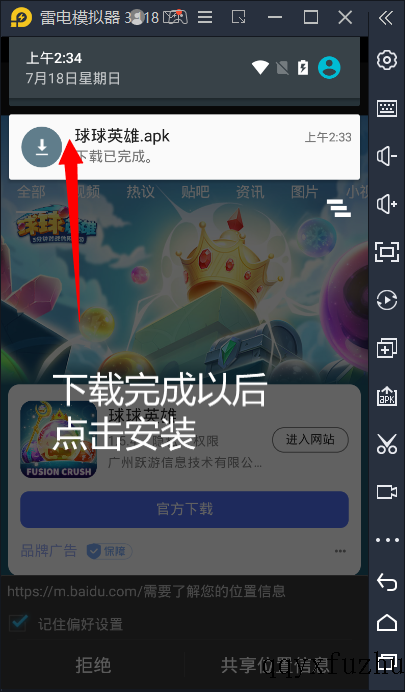 雷电模拟器 3.
18
上午2:34
7月18日星期日
球球英雄.apk
上午2:33
下载已完成。
全部 视频 热议 贴吧 资讯 图片 小视
球球英雄
下载完成以后
点击安装
球球英雄
权限
进入网站
广州跃游信息技术有限公...
FUSION CRUSH
官方下载
品牌广告 保障
https://m.baidu.com/需要了解您的位置信息
记住偏好设置
拒绝
共享位置信息
qqyxfuzhu
APK